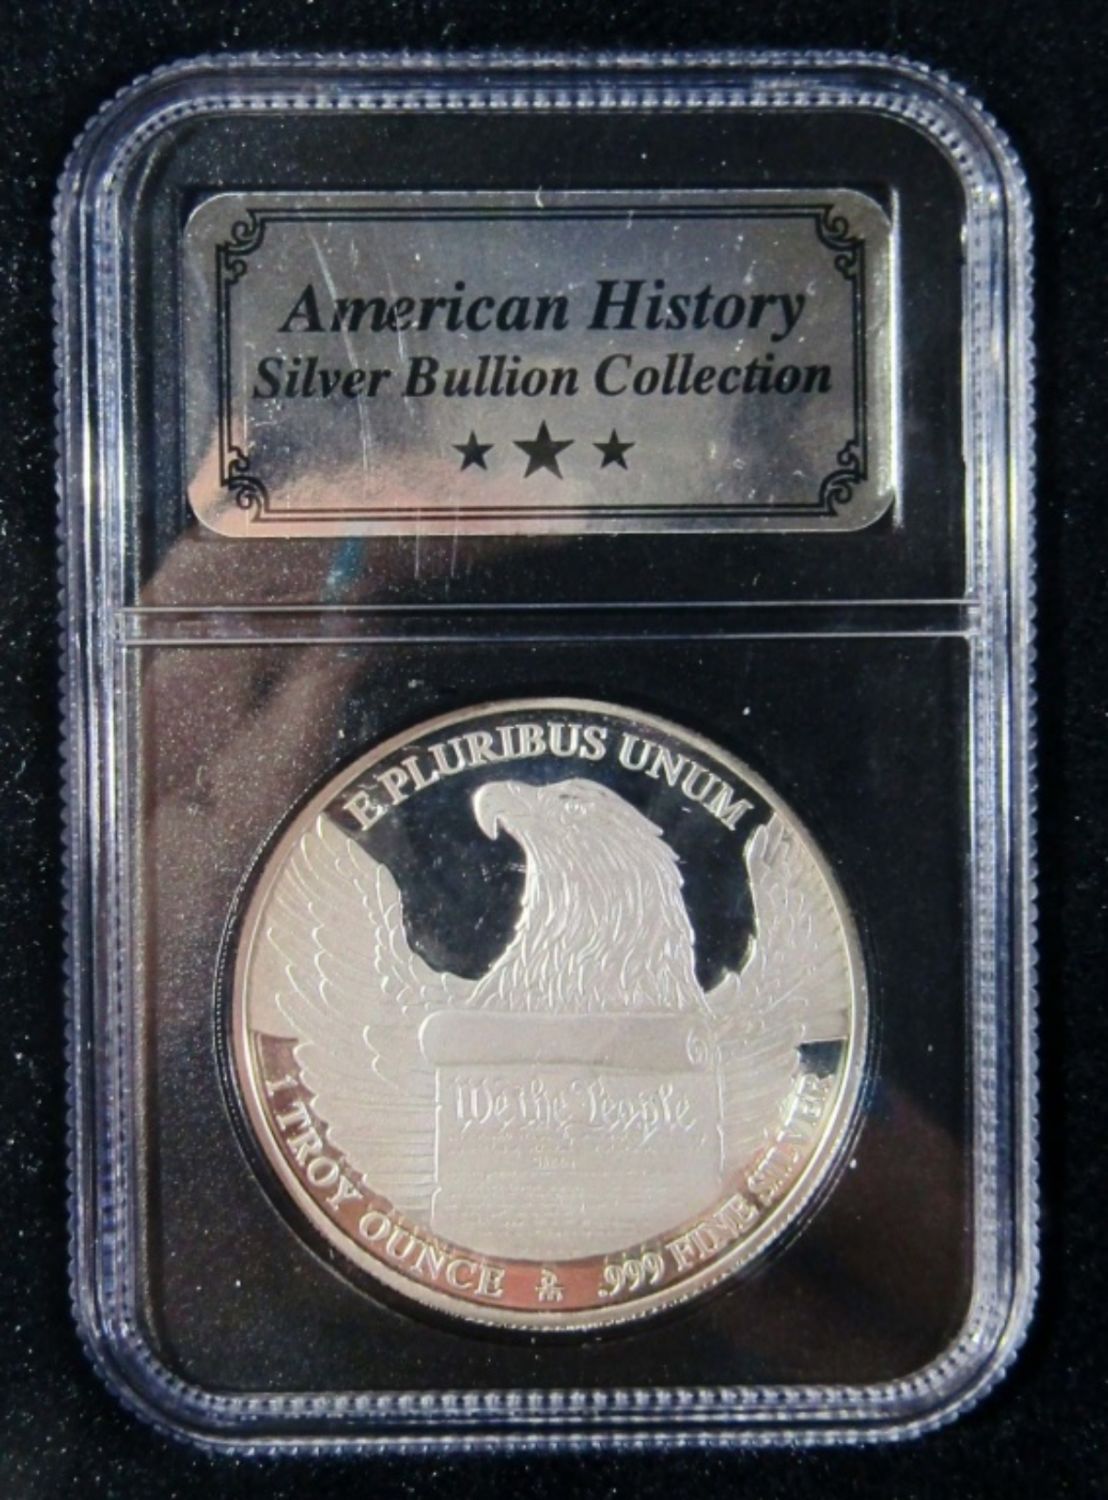 American History
Silver Bullion Collection
E PLURIBUS UNUM
We the People
1 TROY OUNCE
.999 FINE SILVER